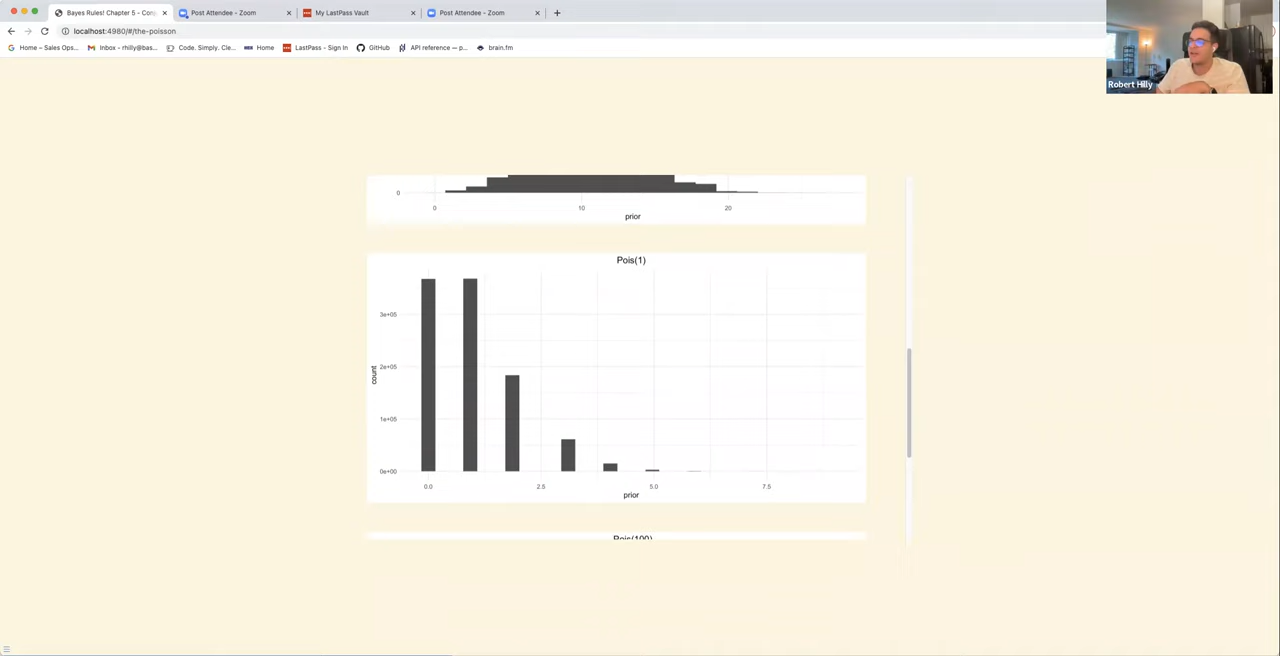 Bayes Rules! Chapter 5 - Con
Post Attendee - Zoom
My LastPass Vault
Post Attendee - Zoom
localhost:4980/#/the-poisson
Home – Sales Ops...
Inbox - rhilly@bas...
Code. Simply. Cle...
Home
LastPass - Sign In
GitHub
API reference — p...
brain.fm
Robert Hilly
0
0
10
20
prior
Pois(1)
3e+05
2e+05
1e+05
0e+00
count
0.0
2.5
5.0
7.5
prior
Pois(100)